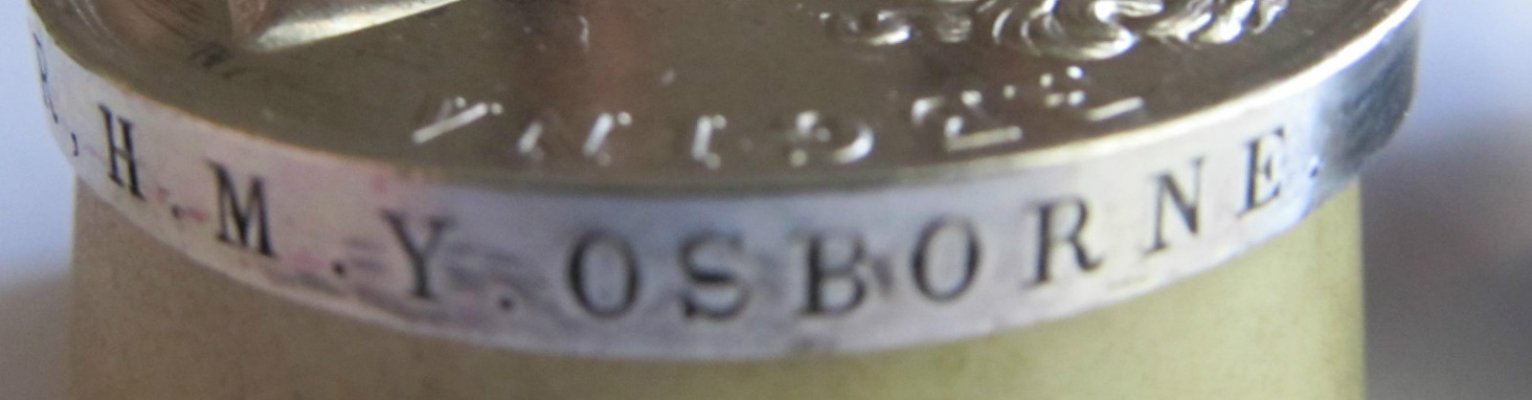 R, H. M. Y. OSBORNE.